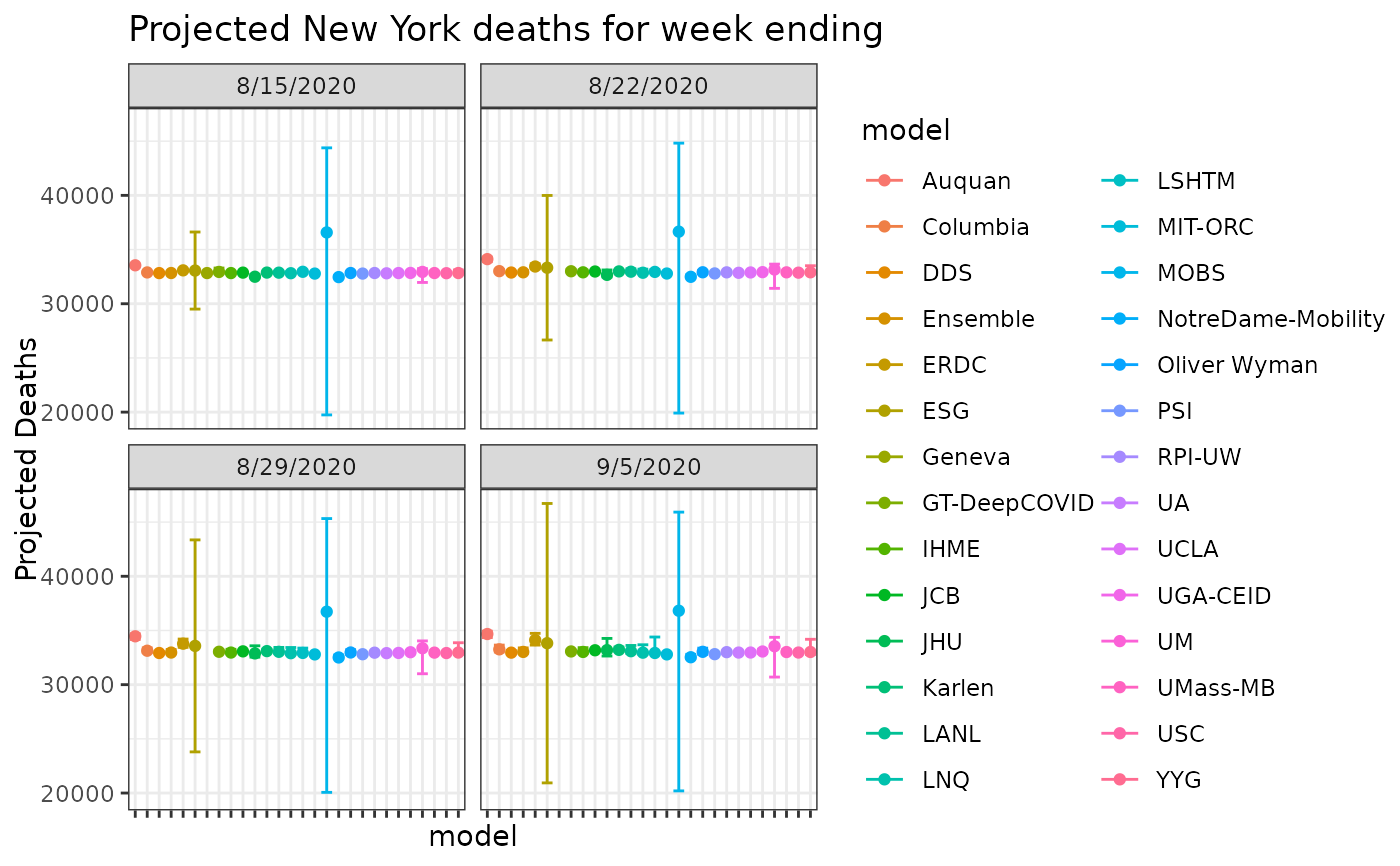 Projected New York deaths for week ending
8/15/2020
8/22/2020
40000
30000
20000
8/29/2020
9/5/2020
40000
30000
20000
Projected Deaths
model
model
Auquan
Columbia
DDS
Ensemble
ERDC
ESG
Geneva
GT-DeepCOVID
IHME
JCB
JHU
Karlen
LANL
LNQ
LSHTM
MIT-ORC
MOBS
NotreDame-Mobility
Oliver Wyman
PSI
RPI-UW
UA
UCLA
UGA-CEID
UM
UMass-MB
USC
YYG